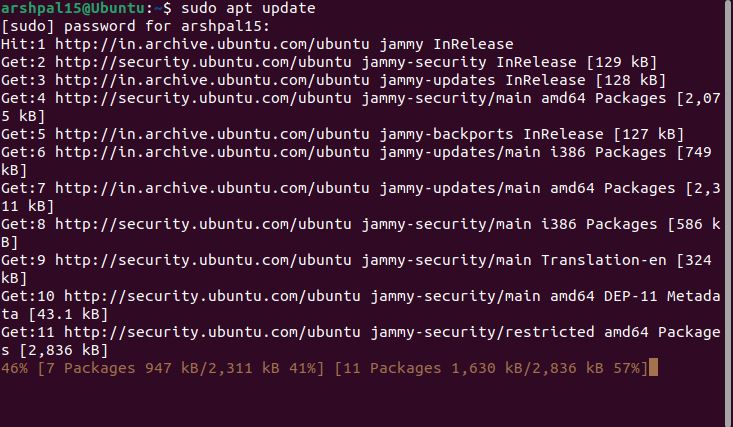 arshpal15@Ubuntu:~$ sudo apt update
[sudo] password for arshpal15:
Hit:1 http://in.archive.ubuntu.com/ubuntu jammy InRelease
Get:2 http://security.ubuntu.com/ubuntu jammy-security InRelease [129 kB]
Get:3 http://in.archive.ubuntu.com/ubuntu jammy-updates InRelease [128 kB]
Get:4 http://security.ubuntu.com/ubuntu jammy-security/main amd64 Packages [2,07
5 kB]
Get:5 http://in.archive.ubuntu.com/ubuntu jammy-backports InRelease [127 kB]
Get:6 http://in.archive.ubuntu.com/ubuntu jammy-updates/main i386 Packages [749
kB]
Get:7 http://in.archive.ubuntu.com/ubuntu jammy-updates/main amd64 Packages [2,3
11 kB]
Get:8 http://security.ubuntu.com/ubuntu jammy-security/main i386 Packages [586 k
B]
Get:9 http://security.ubuntu.com/ubuntu jammy-security/main Translation-en [324
kB]
Get:10 http://security.ubuntu.com/ubuntu jammy-security/main amd64 DEP-11 Metada
ta [43.1 kB]
Get:11 http://security.ubuntu.com/ubuntu jammy-security/restricted amd64 Package
s [2,836 kB]
46% [7 Packages 947 kB/2,311 kB 41%] [11 Packages 1,630 kB/2,836 kB 57%]